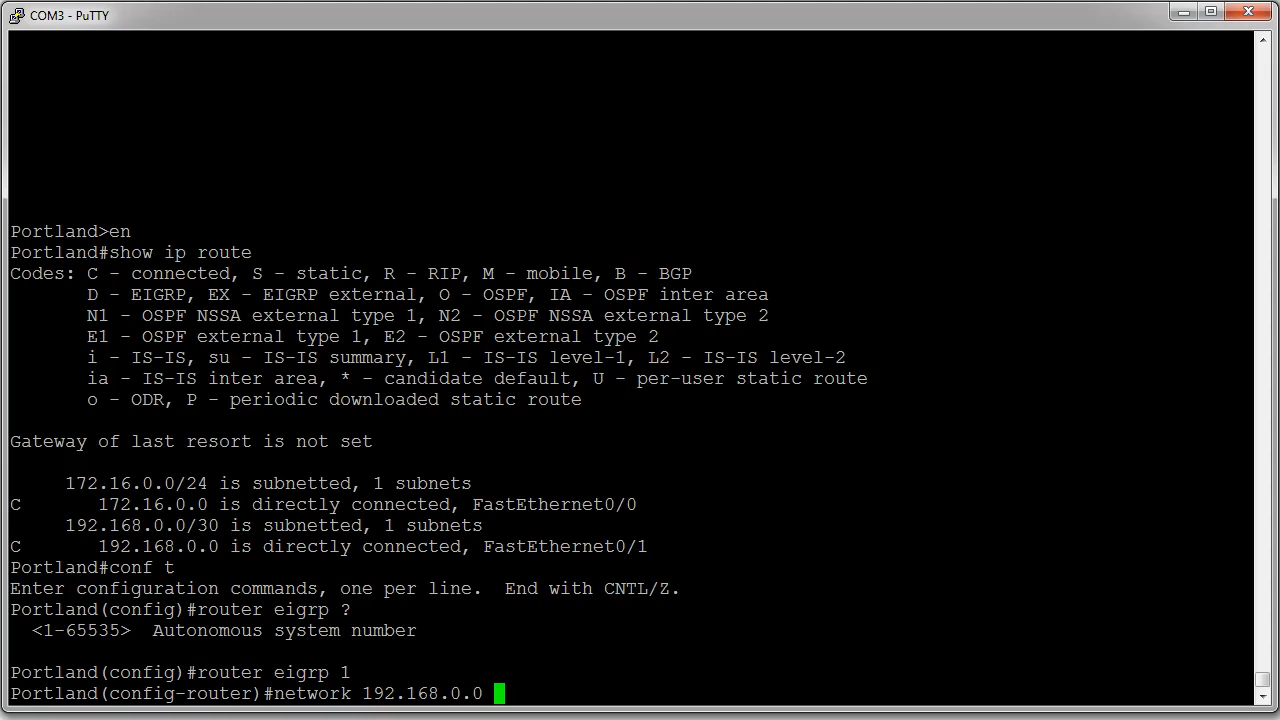 COM3 - PuTTY
Portland>en
Portland#show ip route
Codes: C - connected, S - static, R - RIP, M - mobile, B - BGP
       D - EIGRP, EX - EIGRP external, O - OSPF, IA - OSPF inter area
       N1 - OSPF NSSA external type 1, N2 - OSPF NSSA external type 2
       E1 - OSPF external type 1, E2 - OSPF external type 2
       i - IS-IS, su - IS-IS summary, L1 - IS-IS level-1, L2 - IS-IS level-2
       ia - IS-IS inter area, * - candidate default, U - per-user static route
       o - ODR, P - periodic downloaded static route
Gateway of last resort is not set
     172.16.0.0/24 is subnetted, 1 subnets
C       172.16.0.0 is directly connected, FastEthernet0/0
     192.168.0.0/30 is subnetted, 1 subnets
C       192.168.0.0 is directly connected, FastEthernet0/1
Portland#conf t
Enter configuration commands, one per line.  End with CNTL/Z.
Portland(config)#router eigrp ?
  <1-65535>  Autonomous system number
Portland(config)#router eigrp 1
Portland(config-router)#network 192.168.0.0